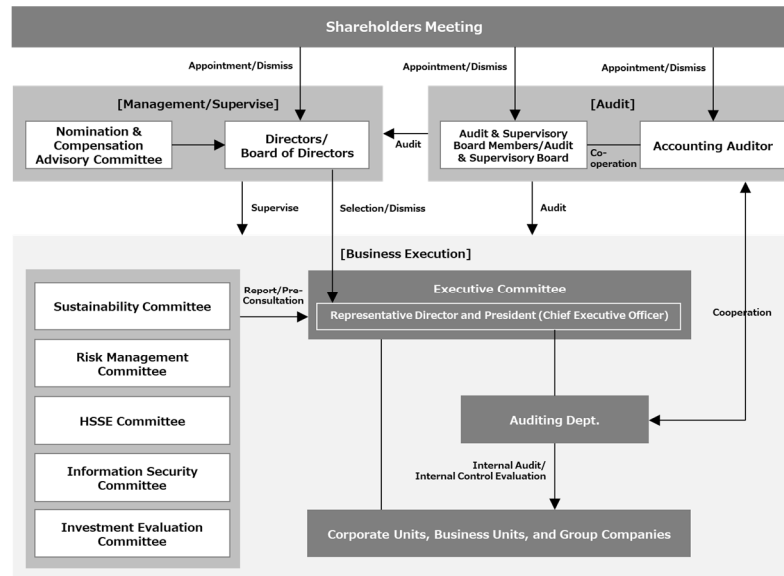 Shareholders Meeting
Appointment/Dismiss
Appointment/Dismiss
Appointment/Dismiss
[Management/Supervise]
[Audit]
Nomination &
Compensation
Advisory Committee
Directors/
Board of Directors
Audit
Audit & Supervisory
Board Members/Audit
& Supervisory Board
Co-
operation
Accounting Auditor
Supervise
Selection/Dismiss
Audit
[Business Execution]
Sustainability Committee
Risk Management
Committee
HSSE Committee
Information Security
Committee
Investment Evaluation
Committee
Report/Pre-
Consultation
Executive Committee
Representative Director and President (Chief Executive Officer)
Cooperation
Auditing Dept.
Internal Audit/
Internal Control Evaluation
Corporate Units, Business Units, and Group Companies